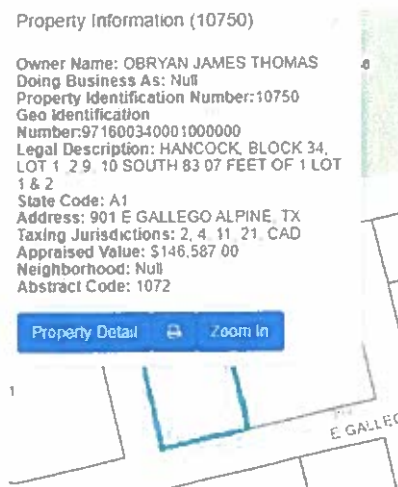 Property Information (10750)
Owner Name: OBRYAN JAMES THOMAS
Doing Business As: Null
Property Identification Number:10750
Geo Identification
Number:971600340001000000
Legal Description: HANCOCK, BLOCK 34,
LOT 1 2 9, 10 SOUTH 83 07 FEET OF 1 LOT
1 & 2
State Code: A1
Address: 901 E GALLEGO ALPINE, TX
Taxing Jurisdictions: 2, 4, 11, 21, CAD
Appraised Value: $146,587.00
Neighborhood: Null
Abstract Code: 1072
Property Detail Zoom In
1
E GALLEG